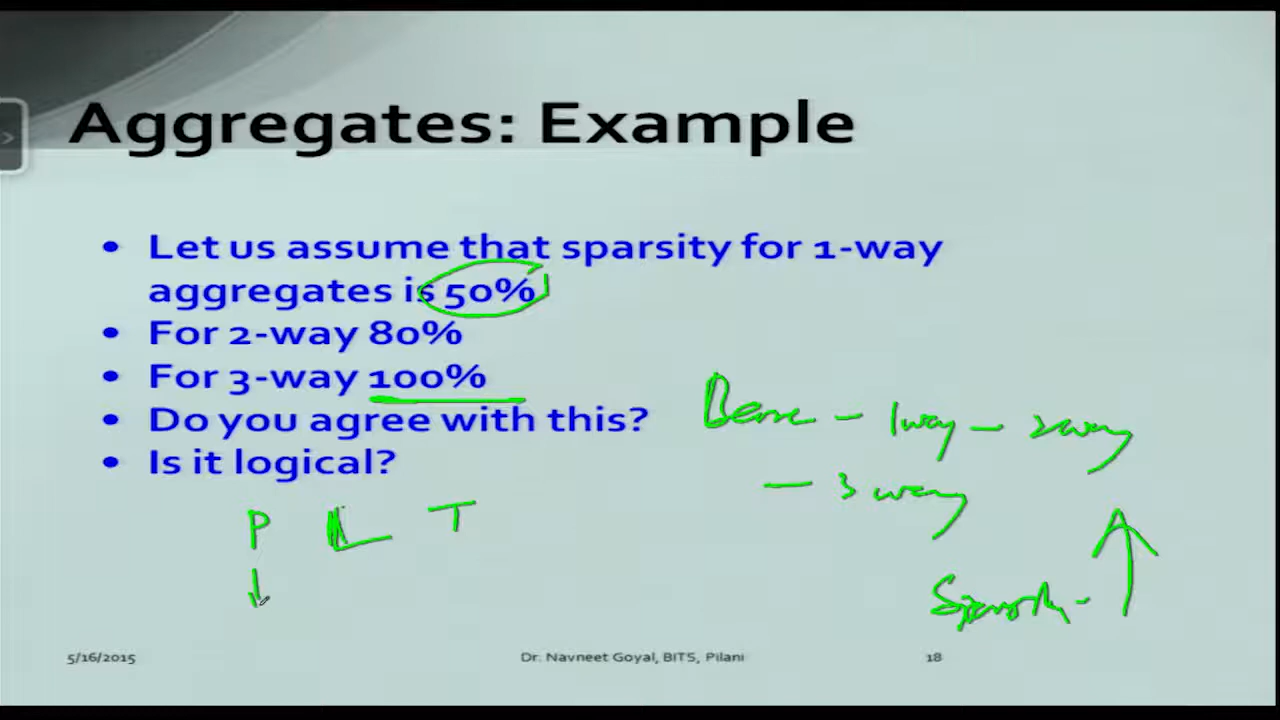 Aggregates: Example
• Let us assume that sparsity for 1-way
aggregates is 50%
• For 2-way 80%
• For 3-way 100%
• Do you agree with this?
• Is it logical?
Base – 1way – 2way
– 3 way
P L T
Sparsity -
5/16/2015 Dr. Navneet Goyal, BITS, Pilani 18